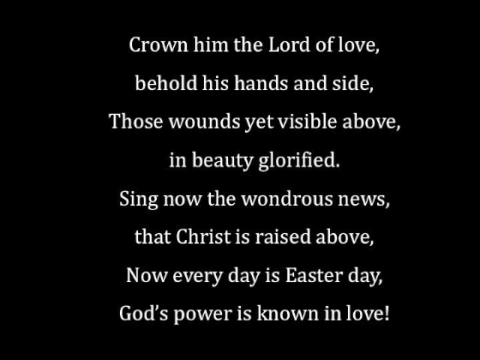 Crown him the Lord of love,
behold his hands and side,
Those wounds yet visible above,
in beauty glorified.
Sing now the wondrous news,
that Christ is raised above,
Now every day is Easter day,
God’s power is known in love!